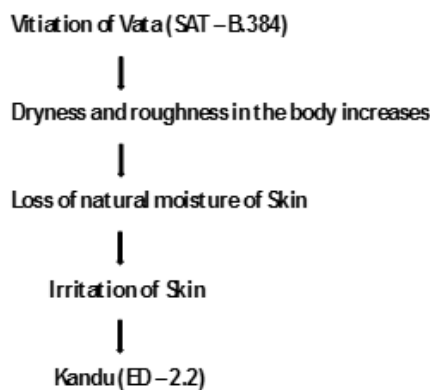 Vitiation of Vata (SAT – B.384)
Dryness and roughness in the body increases
Loss of natural moisture of Skin
Irritation of Skin
Kandu (ED – 2.2)